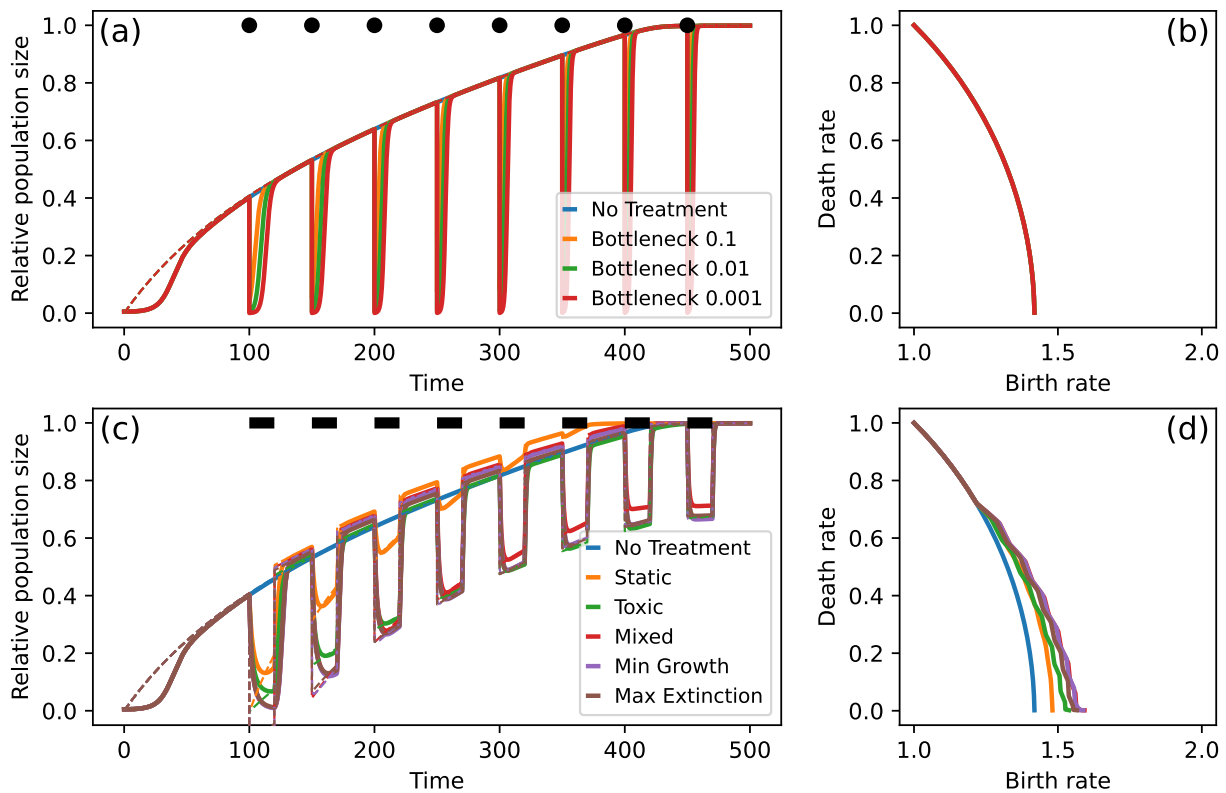 (a)
Relative population size
1.0
0.8
0.6
0.4
0.2
0.0
No Treatment
Bottleneck 0.1
Bottleneck 0.01
Bottleneck 0.001
0 100 200 300 400 500
Time
(b)
Death rate
1.0
0.8
0.6
0.4
0.2
0.0
1.0 1.5 2.0
Birth rate
(c)
Relative population size
1.0
0.8
0.6
0.4
0.2
0.0
No Treatment
Static
Toxic
Mixed
Min Growth
Max Extinction
0 100 200 300 400 500
Time
(d)
Death rate
1.0
0.8
0.6
0.4
0.2
0.0
1.0 1.5 2.0
Birth rate